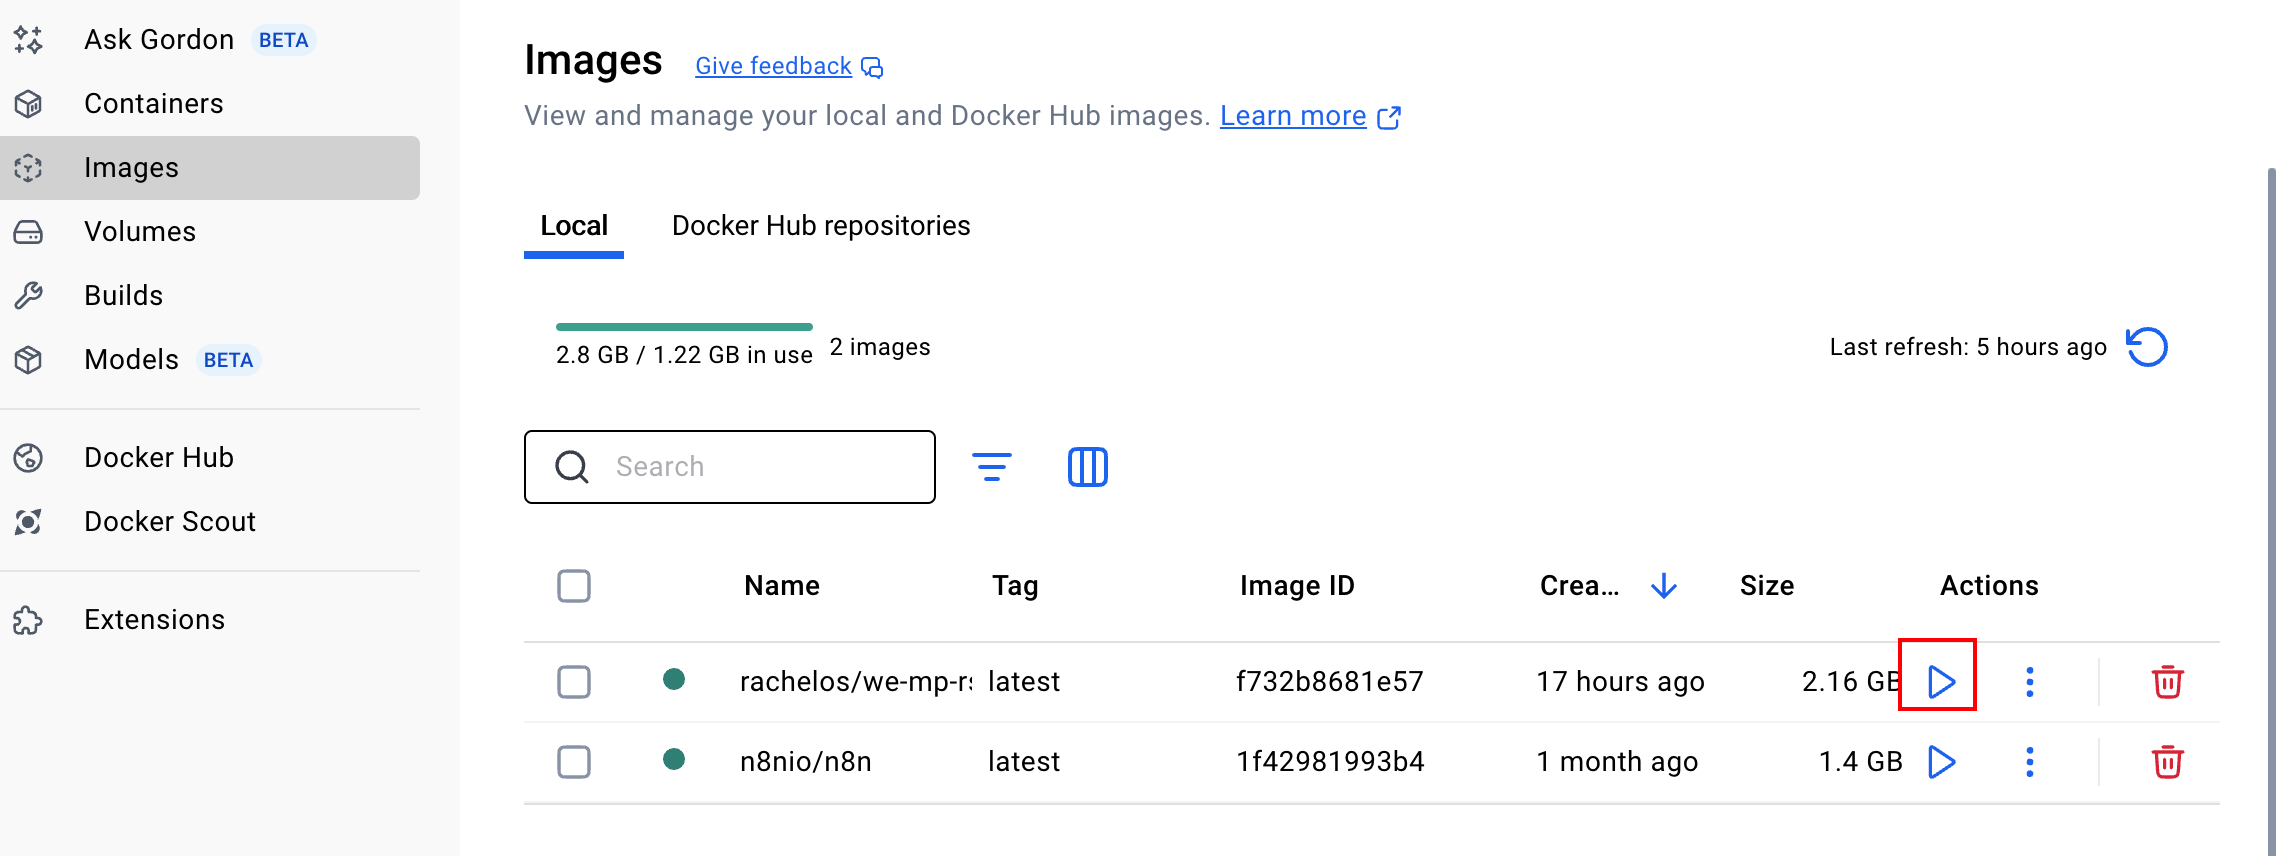 Ask Gordon BETA
Containers
Images
Volumes
Builds
Models BETA
Docker Hub
Docker Scout
Extensions
Images Give feedback
View and manage your local and Docker Hub images. Learn more
Local Docker Hub repositories
2.8 GB / 1.22 GB in use 2 images
Last refresh: 5 hours ago
Search
Name Tag Image ID Crea... Size Actions
rachelos/we-mp-rs latest f732b8681e57 17 hours ago 2.16 GB
n8nio/n8n latest 1f42981993b4 1 month ago 1.4 GB